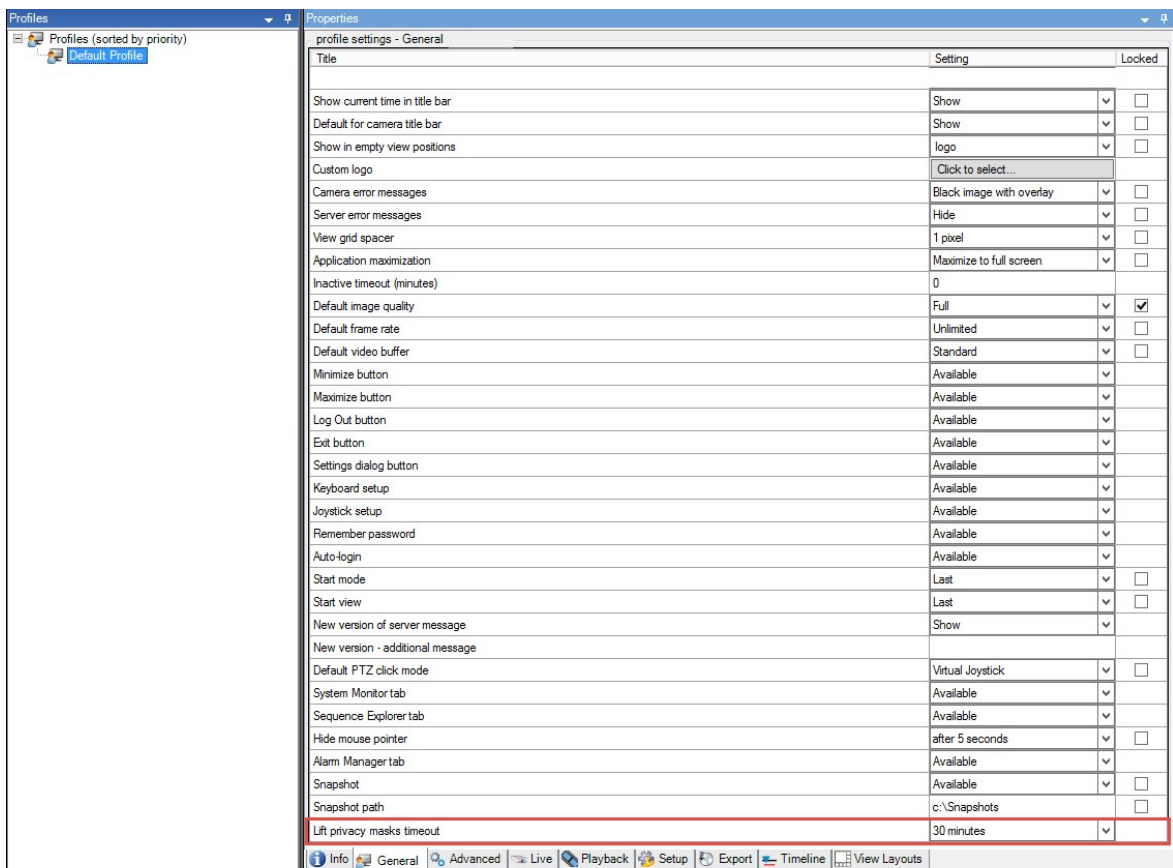 Profiles
Properties
Profiles (sorted by priority)
Default Profile
profile settings - General
Title Setting Locked
Show current time in title bar Show
Default for camera title bar Show
Show in empty view positions logo
Custom logo Click to select...
Camera error messages Black image with overlay
Server error messages Hide
View grid spacer 1 pixel
Application maximization Maximize to full screen
Inactive timeout (minutes) 0
Default image quality Full
Default frame rate Unlimited
Default video buffer Standard
Minimize button Available
Maximize button Available
Log Out button Available
Exit button Available
Settings dialog button Available
Keyboard setup Available
Joystick setup Available
Remember password Available
Auto-login Available
Start mode Last
Start view Last
New version of server message Show
New version - additional message
Default PTZ click mode Virtual Joystick
System Monitor tab Available
Sequence Explorer tab Available
Hide mouse pointer after 5 seconds
Alarm Manager tab Available
Snapshot Available
Snapshot path c:\Snapshots
Lift privacy masks timeout 30 minutes
Info General Advanced Live Playback Setup Export Timeline View Layouts